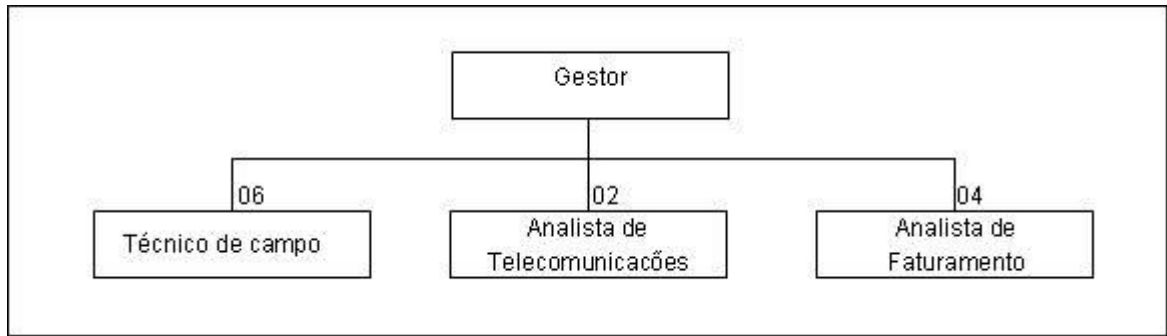 Gestor
06
02
04
Técnico de campo
Analista de
Telecomunicacões
Analista de
Faturamento